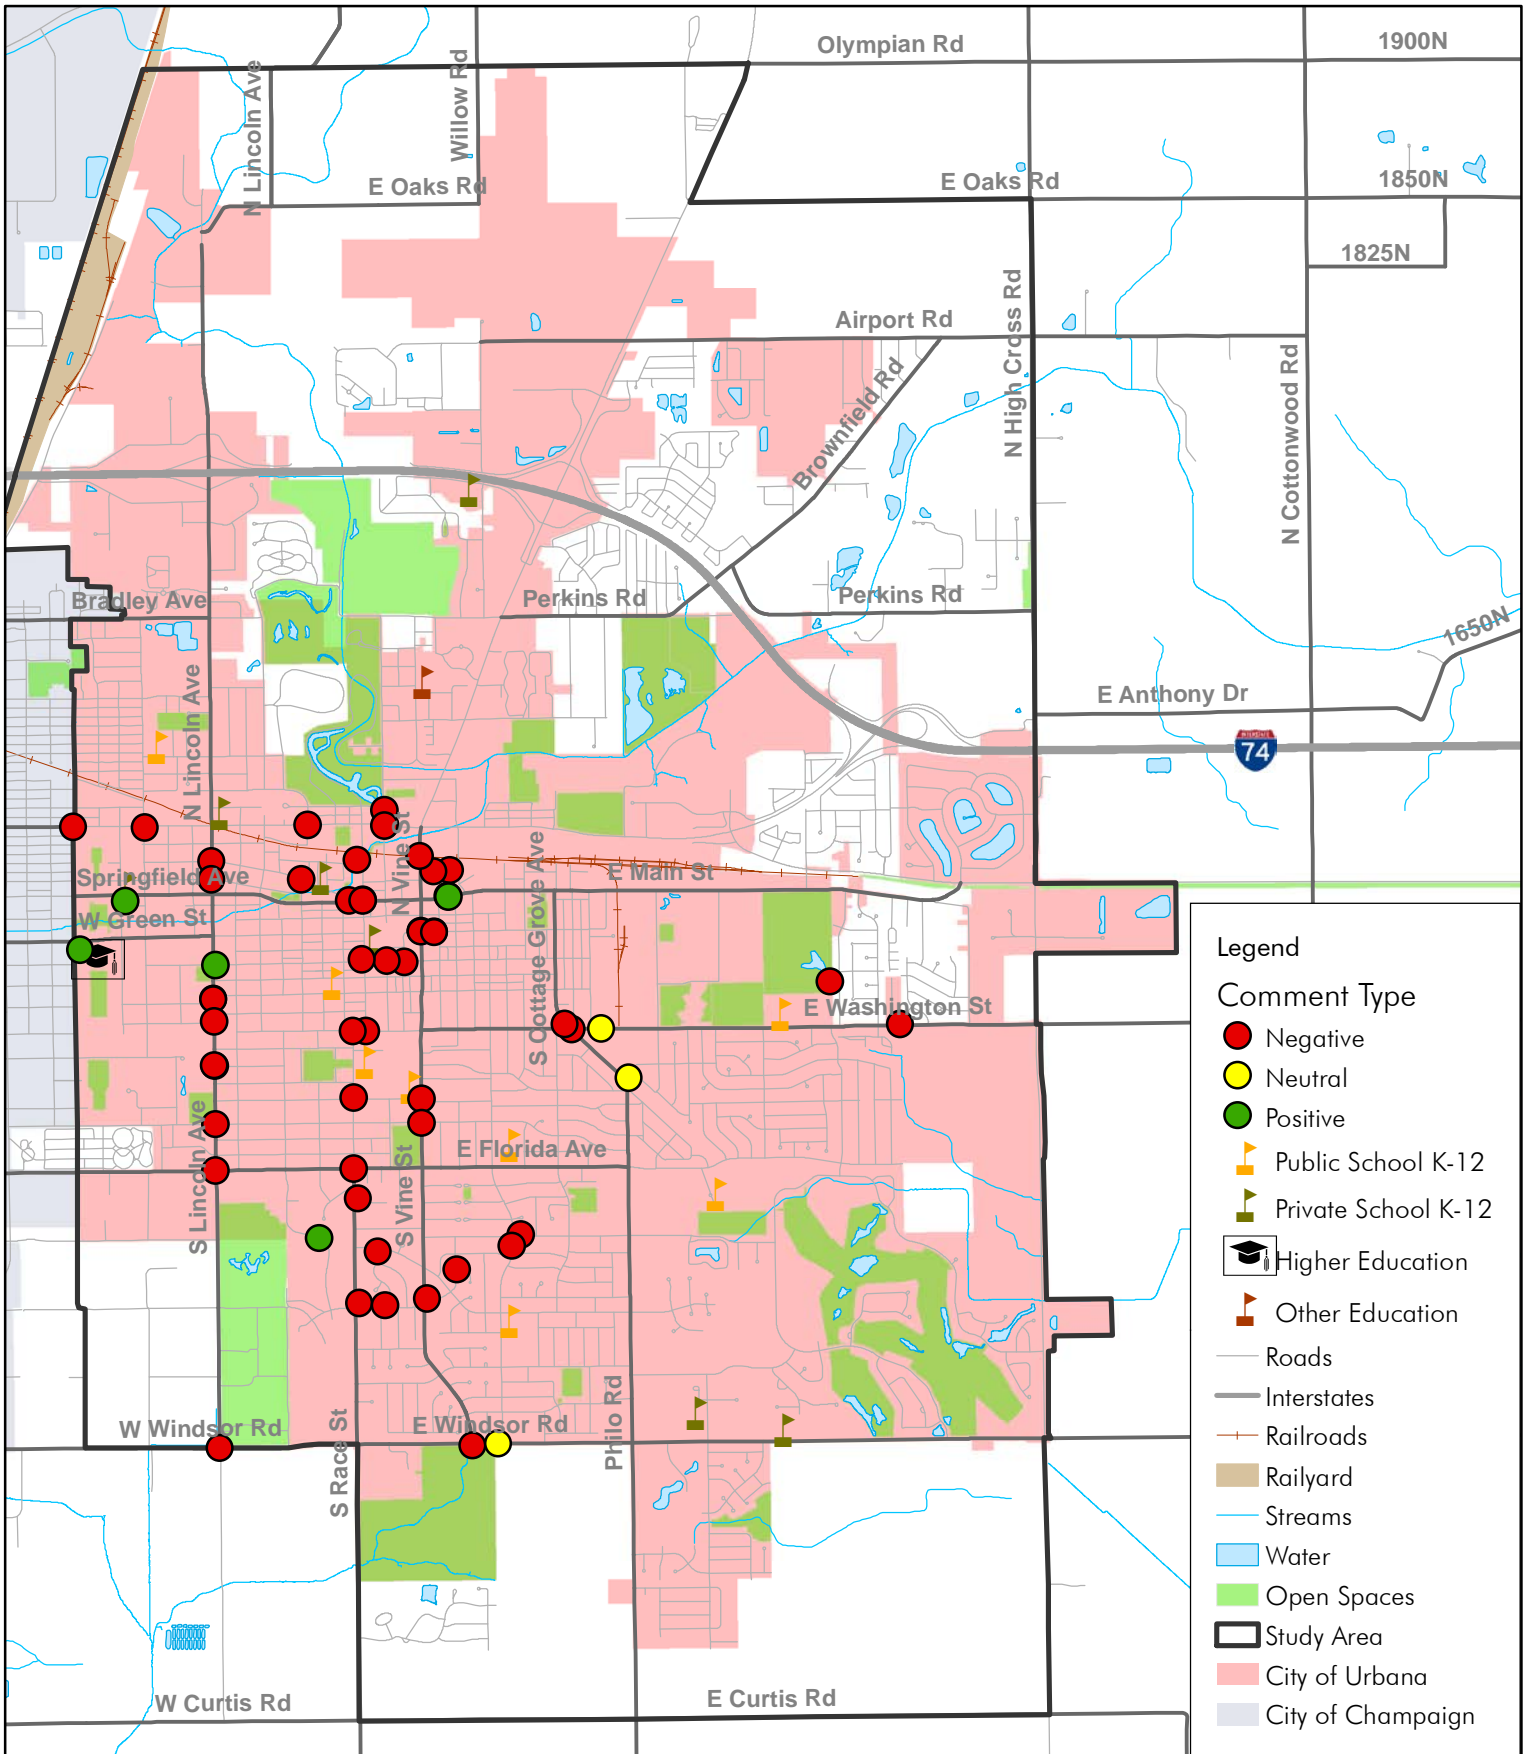 Olympian Rd
1900N
N Lincoln Ave
Willow Rd
E Oaks Rd
E Oaks Rd
1850N
1825N
Airport Rd
N High Cross Rd
Brownfield Rd
N Cottonwood Rd
Bradley Ave
Perkins Rd
Perkins Rd
1650N
N Lincoln Ave
E Anthony Dr
INTERSTATE
74
N Vine St
S Cottage Grove Ave
Springfield Ave
E Main St
W Green St
E Washington St
S Lincoln Ave
E Florida Ave
S Vine St
W Windsor Rd
E Windsor Rd
S Race St
Philo Rd
W Curtis Rd
E Curtis Rd
Legend
Comment Type
Negative
Neutral
Positive
Public School K-12
Private School K-12
Higher Education
Other Education
Roads
Interstates
Railroads
Railyard
Streams
Water
Open Spaces
Study Area
City of Urbana
City of Champaign